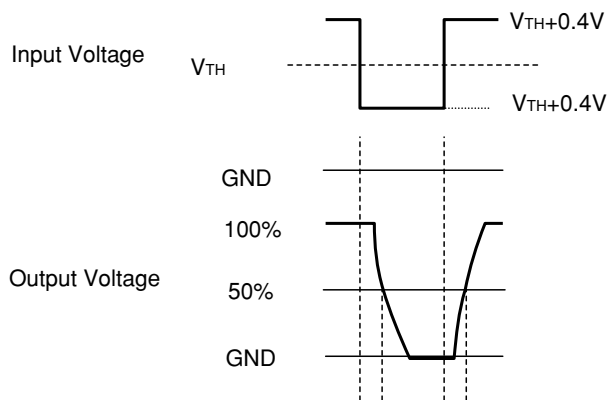 VTH+0.4V
Input Voltage
VTH
VTH+0.4V
GND
100%
Output Voltage
50%
GND